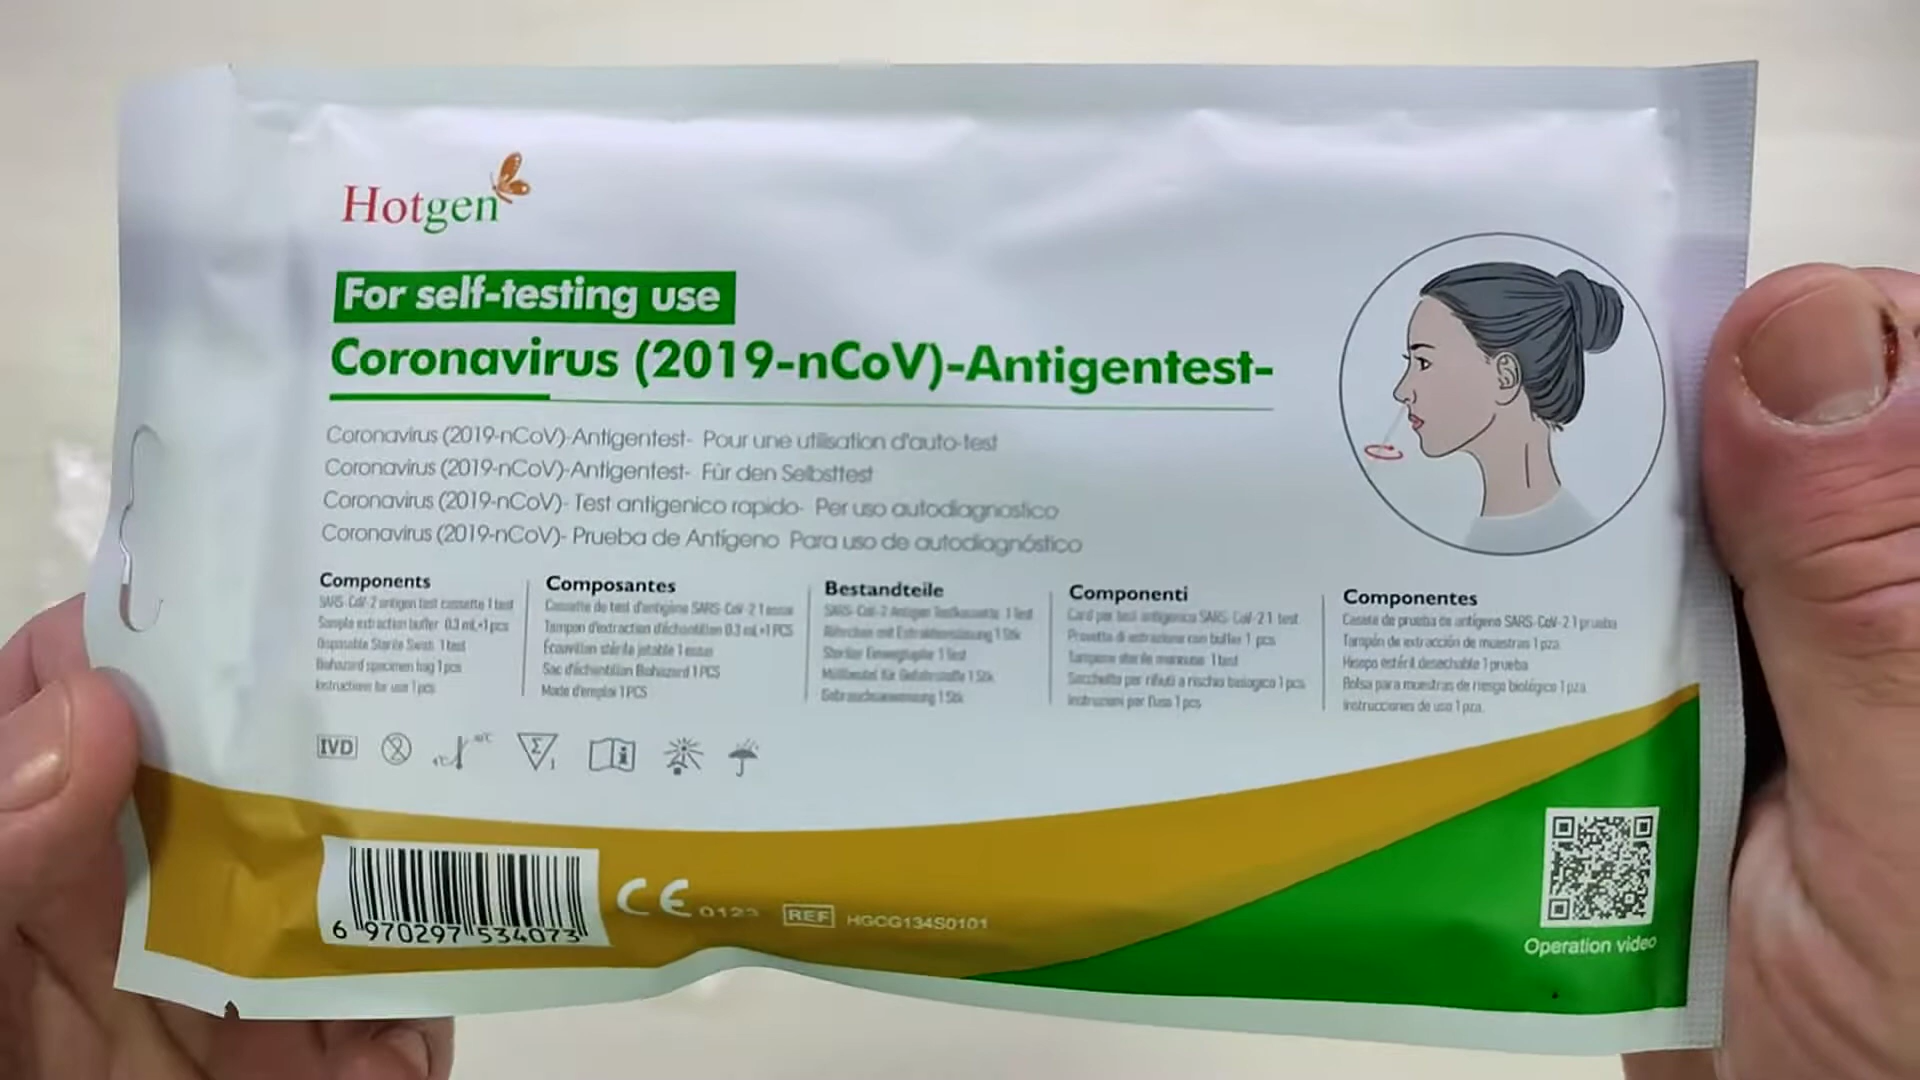 Hotgen
For self-testing use
Coronavirus (2019-nCoV)-Antigentest-
Coronavirus (2019-nCoV)-Antigentest- Pour une utilisation d'auto-test
Coronavirus (2019-nCoV)-Antigentest- Für den Selbsttest
Coronavirus (2019-nCoV)- Test antigenico rapido- Per uso autodiagnostico
Coronavirus (2019-nCoV)- Prueba de Antígeno Para uso de autodiagnóstico
Components
SARS-CoV-2 antigen test cassette 1 test
Sample extraction buffer 0.3 mL×1 pcs
Disposable Sterile Swab 1 test
Biohazard specimen bag 1 pcs
Instructions for use 1 pcs
Composantes
Cassette de test d'antigène SARS-CoV-2 1
Tampon d'extraction d'échantillon 0.3 mL×1 PCS
Écouvillon stérile jetable 1
Sac d'échantillon Biohazard 1 PCS
Mode d'emploi 1 PCS
Bestandteile
SARS-CoV-2 Antigen Testkassette 1 Test
Röhrchen mit Extraktionslösung 1 Stk
1 Test
Müllbeutel für Gefahrstoffe 1 Stk
Gebrauchsanweisung 1 Stk
Componenti
Card per test antigenico SARS-CoV-2 1 test
Provetta di estrazione con buffer 1 pcs
Tampone sterile 1 test
Sacchetto per rifiuti a rischio biologico 1 pcs
Instruzioni per l'uso 1 pcs
Componentes
Casete de prueba de antígeno SARS-CoV-2 1 prueba
Tampón de extracción de muestras 1 pza
Hisopo estéril desechable 1 prueba
Bolsa para muestras de riesgo biológico 1 pza
Instrucciones de uso 1 pza.
IVD
4°C
Σ
1
6 970297 534073
CE 0123
REF HGCG134S0101
Operation video